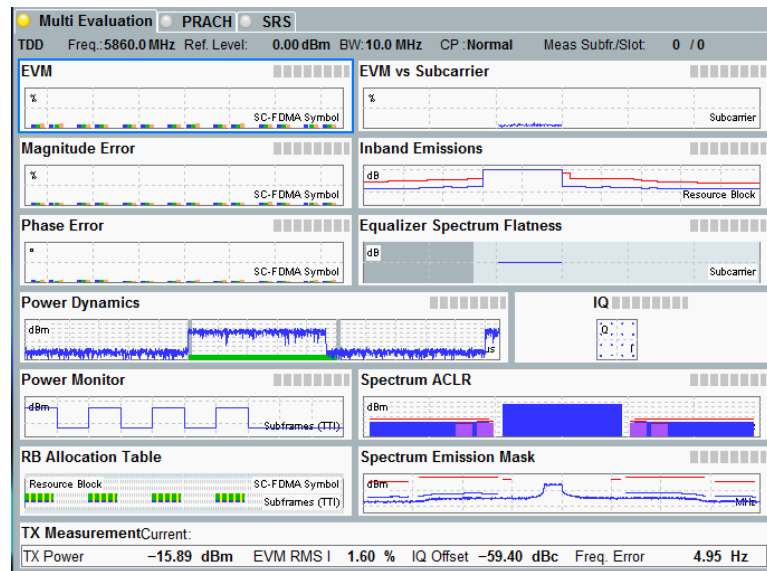 Multi Evaluation PRACH SRS
TDD Freq.:5860.0 MHz Ref. Level: 0.00 dBm BW:10.0 MHz CP :Normal Meas Subfr./Slot: 0 / 0
EVM
%
SC-FDMA Symbol
EVM vs Subcarrier
%
Subcarrier
Magnitude Error
%
SC-FDMA Symbol
Inband Emissions
dB
Resource Block
Phase Error
°
SC-FDMA Symbol
Equalizer Spectrum Flatness
dB
Subcarrier
Power Dynamics
dBm
µs
IQ
Q
I
Power Monitor
dBm
Subframes (TTI)
Spectrum ACLR
dBm
RB Allocation Table
Resource Block SC-FDMA Symbol
Subframes (TTI)
Spectrum Emission Mask
dBm
MHz
TX Measurement Current:
TX Power −15.89 dBm EVM RMS l 1.60 % IQ Offset −59.40 dBc Freq. Error 4.95 Hz